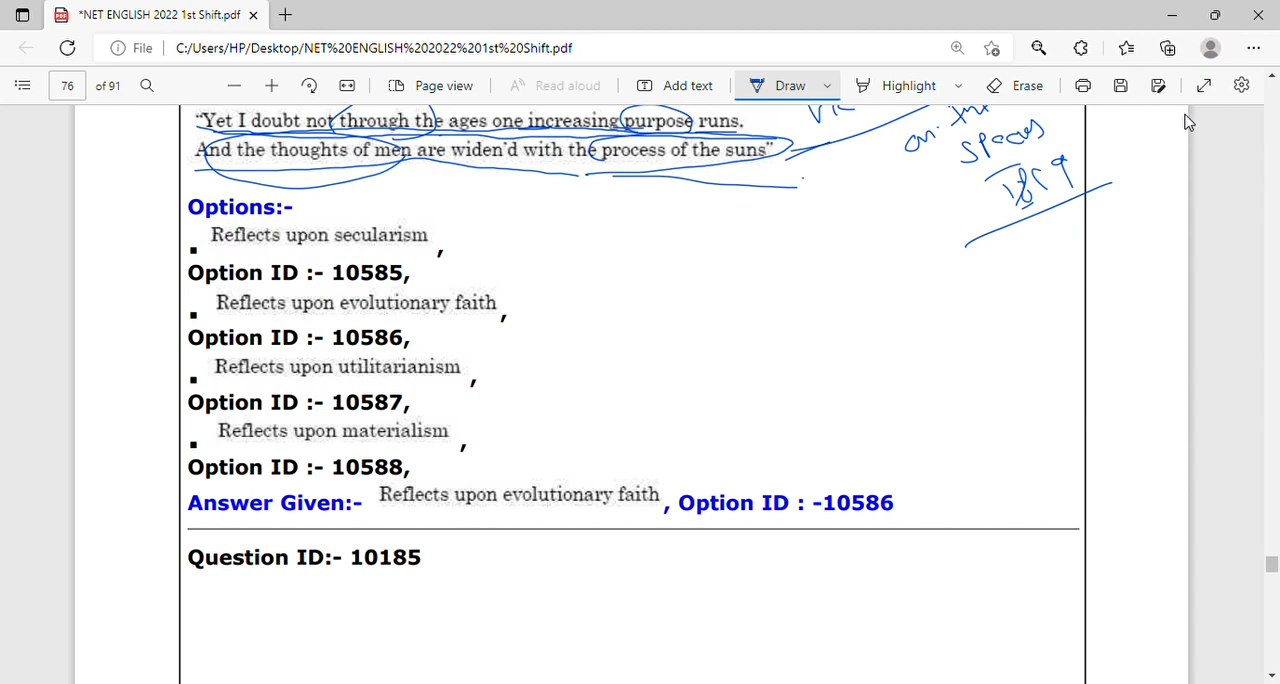 *NET ENGLISH 2022 1st Shift.pdf
File C:/Users/HP/Desktop/NET%20ENGLISH%202022%201st%20Shift.pdf
76 of 91 Page view Read aloud Add text Draw Highlight Erase
"Yet I doubt not through the ages one increasing purpose runs.
And the thoughts of men are widen'd with the process of the suns"
on.
species
Options:-
Reflects upon secularism ,
Option ID :- 10585,
Reflects upon evolutionary faith ,
Option ID :- 10586,
Reflects upon utilitarianism ,
Option ID :- 10587,
Reflects upon materialism ,
Option ID :- 10588,
Answer Given:- Reflects upon evolutionary faith , Option ID : -10586
Question ID:- 10185